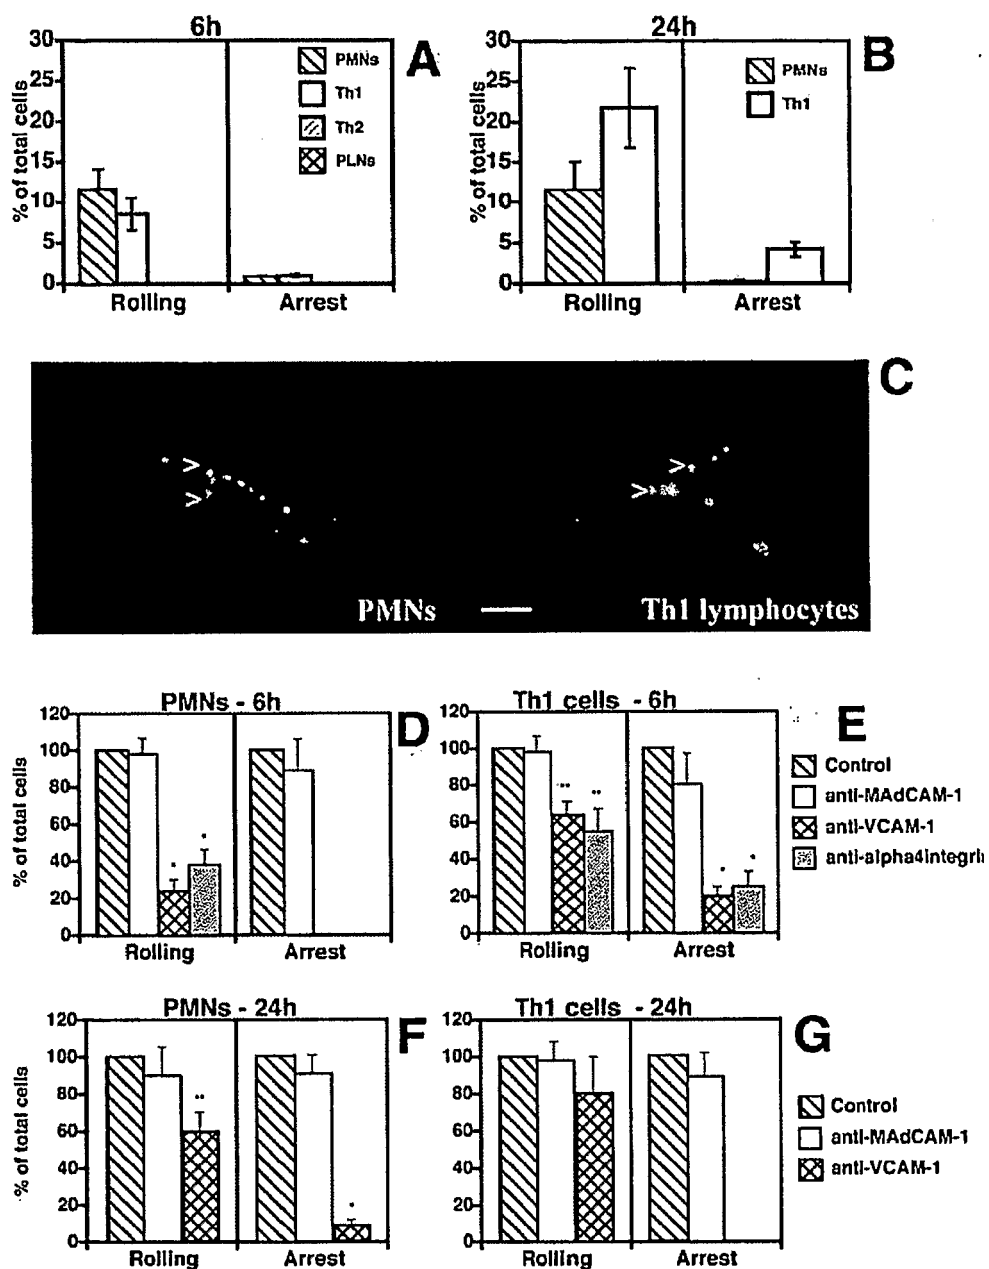 6h
A
30
25
20
15
10
5
0
% of total cells
PMNs
Th1
Th2
PLNs
Rolling
Arrest
24h
B
30
25
20
15
10
5
0
% of total cells
PMNs
Th1
Rolling
Arrest
C
>
>
>
>
PMNs
Th1 lymphocytes
PMNs - 6h
D
120
100
80
60
40
20
0
% of total cells
*
*
Rolling
Arrest
Th1 cells - 6h
E
120
100
80
60
40
20
0
**
**
*
*
Rolling
Arrest
Control
anti-MAdCAM-1
anti-VCAM-1
anti-alpha4integrin
PMNs - 24h
F
120
100
80
60
40
20
0
% of total cells
**
*
Rolling
Arrest
Th1 cells - 24h
G
120
100
80
60
40
20
0
Rolling
Arrest
Control
anti-MAdCAM-1
anti-VCAM-1